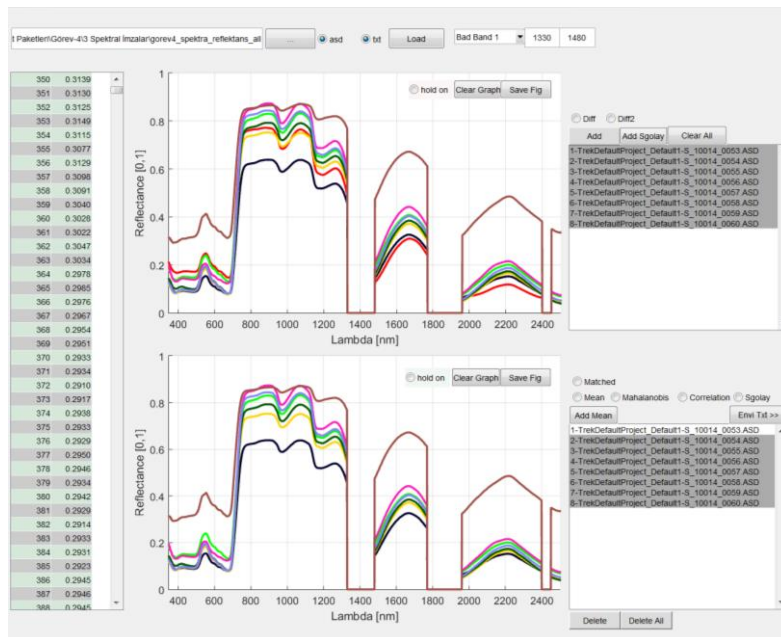 t Paketleri\Görev-4\3 Spektral İmzalar\gorev4_spektra_reflektans_all ... asd txt Load Bad Band 1 1330 1480
350 0.3139
351 0.3130
352 0.3125
353 0.3149
354 0.3115
355 0.3077
356 0.3129
357 0.3098
358 0.3091
359 0.3040
360 0.3028
361 0.3022
362 0.3047
363 0.3034
364 0.2978
365 0.2965
366 0.2976
367 0.2967
368 0.2954
369 0.2951
370 0.2933
371 0.2934
372 0.2910
373 0.2917
374 0.2938
375 0.2933
376 0.2929
377 0.2950
378 0.2946
379 0.2934
380 0.2942
381 0.2929
382 0.2914
383 0.2933
384 0.2931
385 0.2923
386 0.2945
387 0.2946
388 0.2945
hold on Clear Graph Save Fig
Reflectance [0,1]
1
0.8
0.6
0.4
0.2
0
400 600 800 1000 1200 1400 1600 1800 2000 2200 2400
Lambda [nm]
Diff Diff2
Add Add Sgolay Clear All
1-TrekDefaultProject_Default1-S_10014_0053.ASD
2-TrekDefaultProject_Default1-S_10014_0054.ASD
3-TrekDefaultProject_Default1-S_10014_0055.ASD
4-TrekDefaultProject_Default1-S_10014_0056.ASD
5-TrekDefaultProject_Default1-S_10014_0057.ASD
6-TrekDefaultProject_Default1-S_10014_0058.ASD
7-TrekDefaultProject_Default1-S_10014_0059.ASD
8-TrekDefaultProject_Default1-S_10014_0060.ASD
hold on Clear Graph Save Fig
Reflectance [0,1]
1
0.8
0.6
0.4
0.2
0
400 600 800 1000 1200 1400 1600 1800 2000 2200 2400
Lambda [nm]
Matched
Mean Mahalanobis Correlation Sgolay
Add Mean Envi Txt >>
1-TrekDefaultProject_Default1-S_10014_0053.ASD
2-TrekDefaultProject_Default1-S_10014_0054.ASD
3-TrekDefaultProject_Default1-S_10014_0055.ASD
4-TrekDefaultProject_Default1-S_10014_0056.ASD
5-TrekDefaultProject_Default1-S_10014_0057.ASD
6-TrekDefaultProject_Default1-S_10014_0058.ASD
7-TrekDefaultProject_Default1-S_10014_0059.ASD
8-TrekDefaultProject_Default1-S_10014_0060.ASD
Delete Delete All